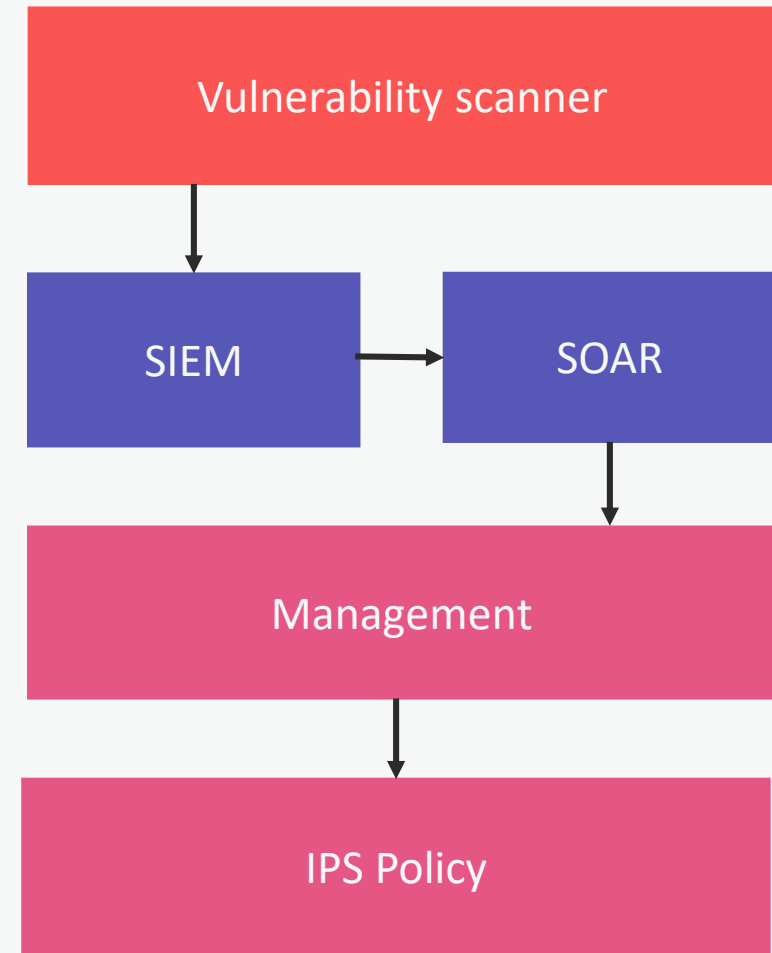 Vulnerability scanner
SIEM
SOAR
Management
IPS Policy